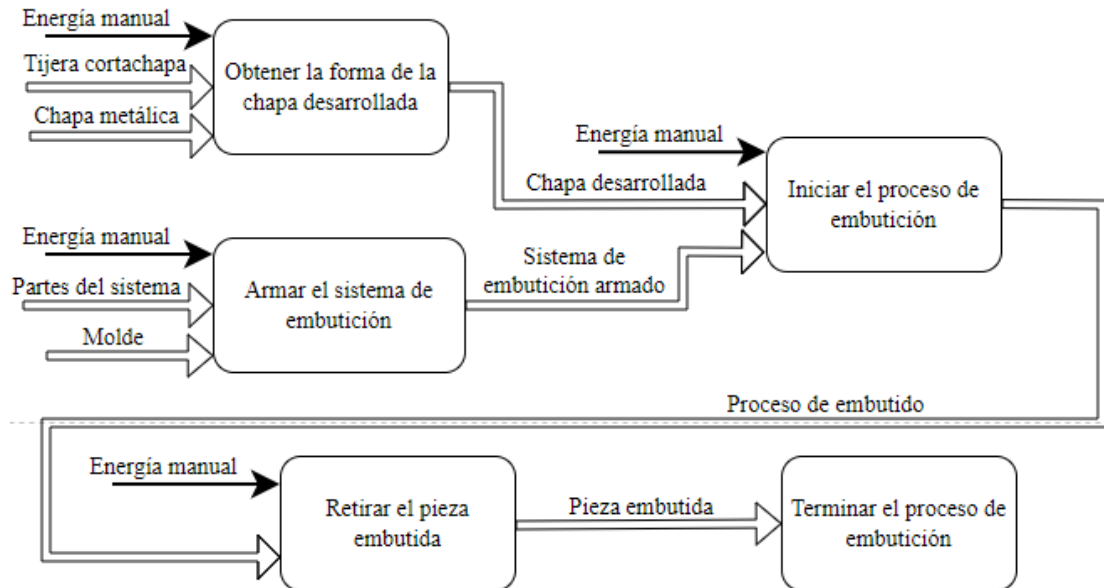 Energía manual
Tijera cortachapa
Chapa metálica
Obtener la forma de la
chapa desarrollada
Energía manual
Chapa desarrollada
Iniciar el proceso de
embutición
Energía manual
Partes del sistema
Molde
Armar el sistema de
embutición
Sistema de
embutición armado
Proceso de embutido
Energía manual
Retirar el pieza
embutida
Pieza embutida
Terminar el proceso de
embutición